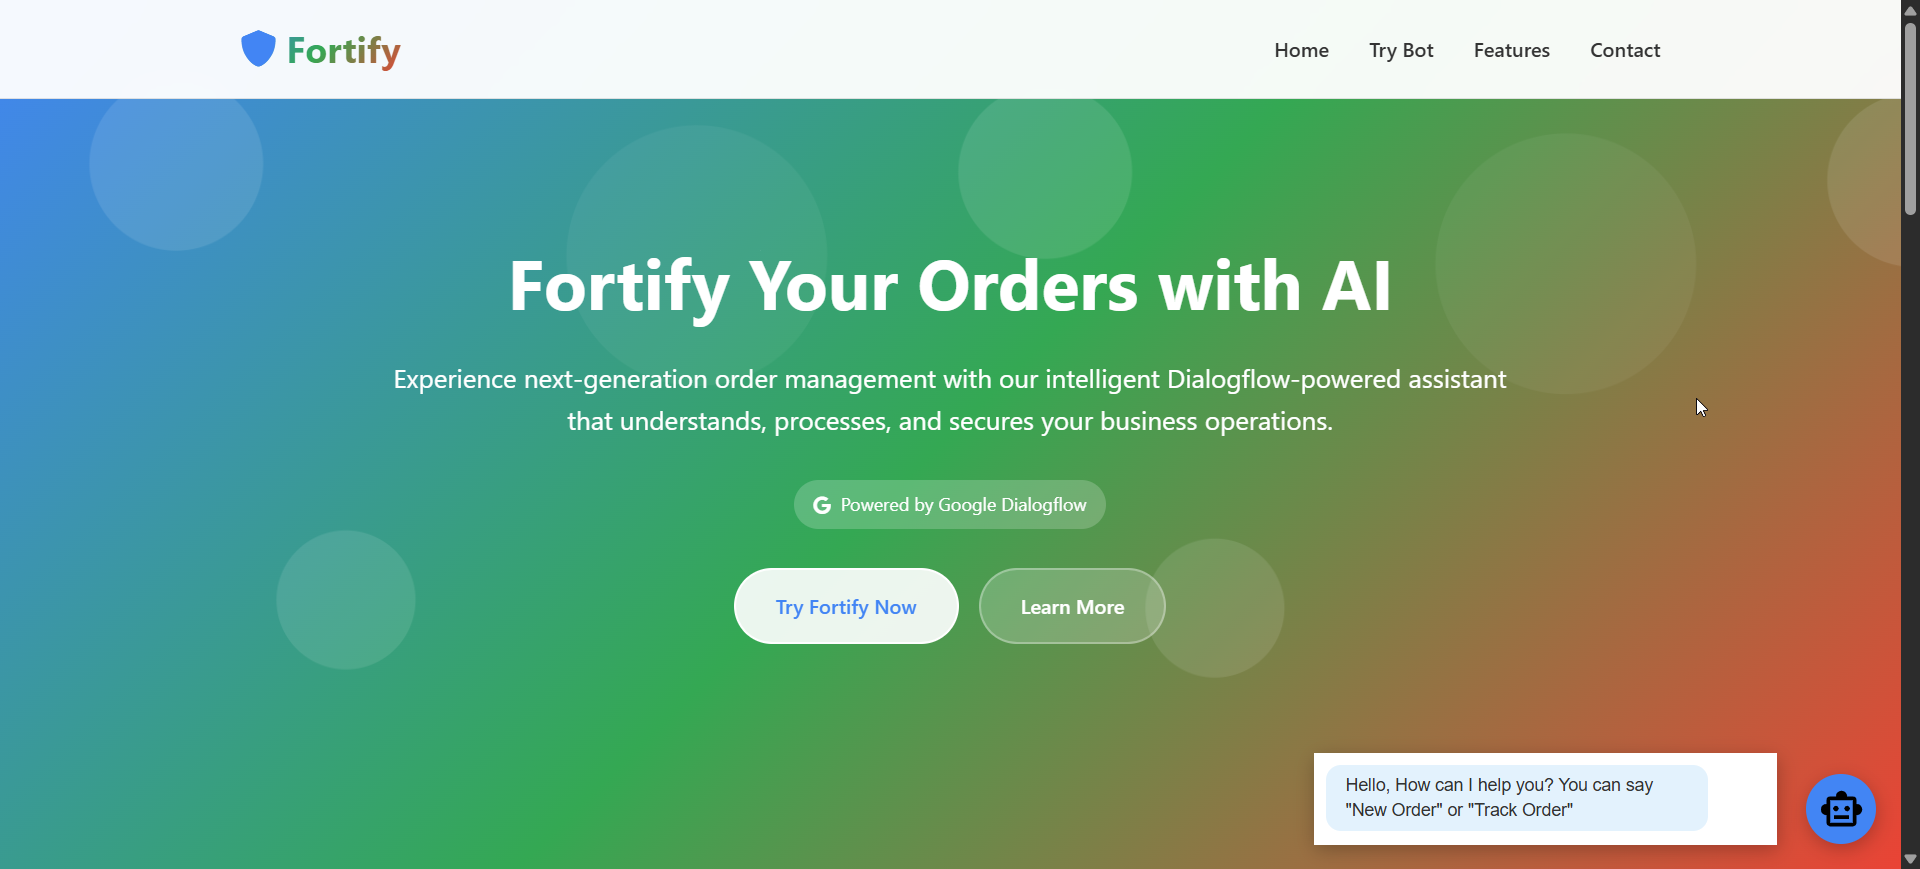 Fortify
Home
Try Bot
Features
Contact
Fortify Your Orders with AI
Experience next-generation order management with our intelligent Dialogflow-powered assistant
that understands, processes, and secures your business operations.
G Powered by Google Dialogflow
Try Fortify Now
Learn More
Hello, How can I help you? You can say
"New Order" or "Track Order"